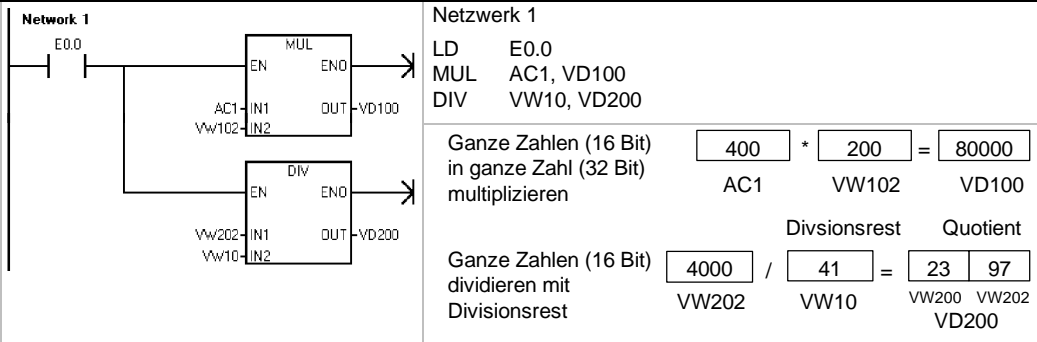 Network 1
E0.0
MUL
EN ENO
AC1 IN1 OUT VD100
VW102 IN2
DIV
EN ENO
VW202 IN1 OUT VD200
VW10 IN2
Netzwerk 1
LD E0.0
MUL AC1, VD100
DIV VW10, VD200
Ganze Zahlen (16 Bit)
in ganze Zahl (32 Bit)
multiplizieren
400 * 200 = 80000
AC1 VW102 VD100
Divsionsrest Quotient
Ganze Zahlen (16 Bit)
dividieren mit
Divisionsrest
4000 / 41 = 23 97
VW202 VW10 VW200 VW202
VD200